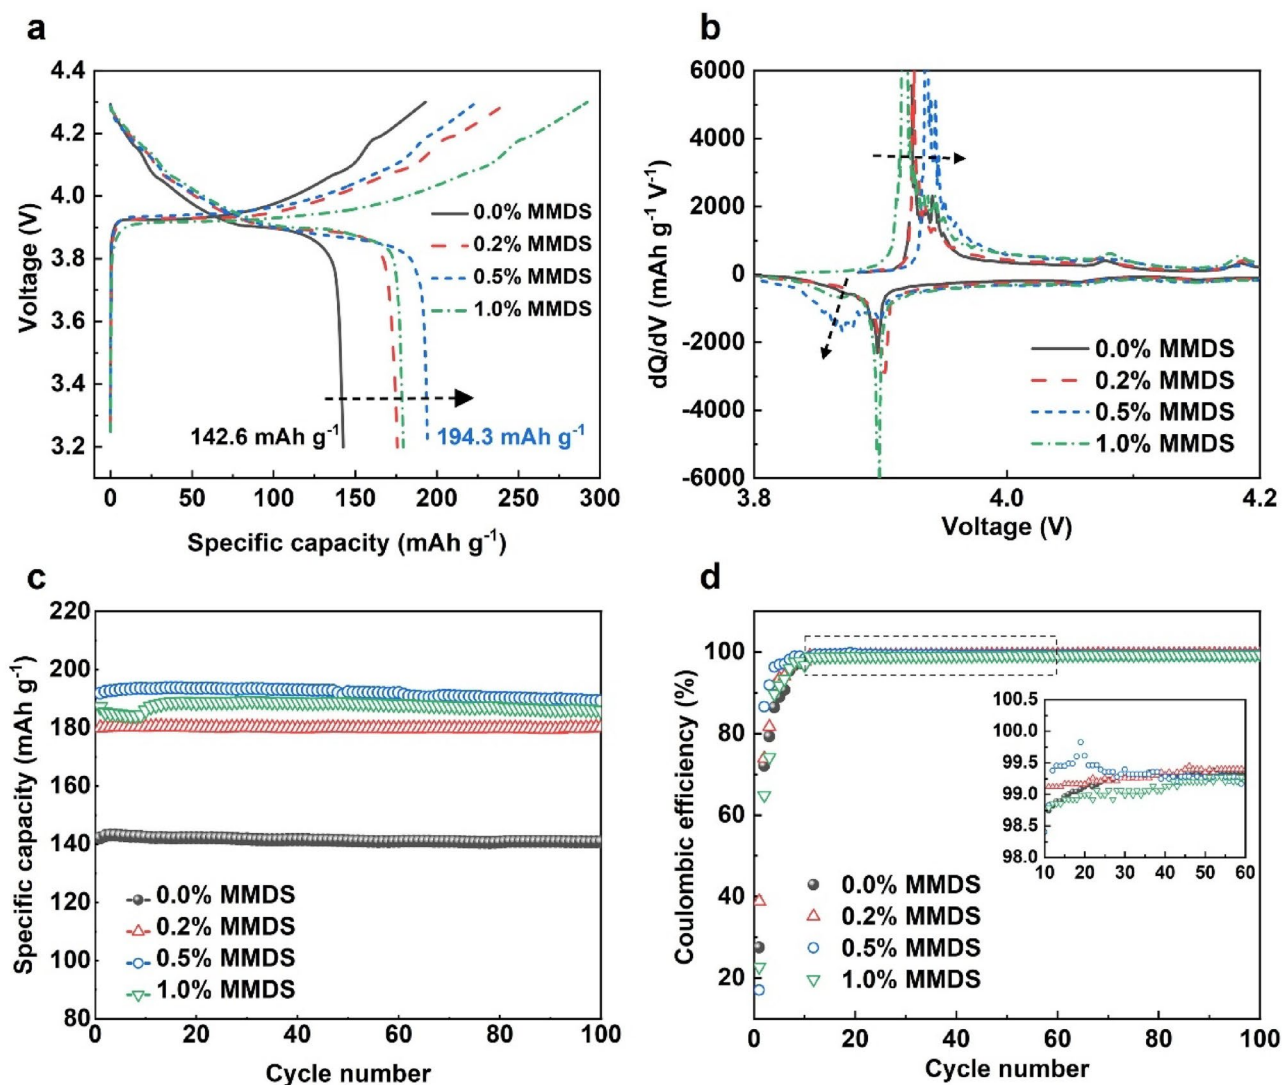 a
4.4
4.2
4.0
3.8
3.6
3.4
3.2
Voltage (V)
0.0% MMDS
0.2% MMDS
0.5% MMDS
1.0% MMDS
142.6 mAh g⁻¹
194.3 mAh g⁻¹
0 50 100 150 200 250 300
Specific capacity (mAh g⁻¹)
b
6000
4000
2000
0
-2000
-4000
-6000
dQ/dV (mAh g⁻¹ V⁻¹)
0.0% MMDS
0.2% MMDS
0.5% MMDS
1.0% MMDS
3.8 4.0 4.2
Voltage (V)
c
220
200
180
160
140
120
100
80
Specific capacity (mAh g⁻¹)
0.0% MMDS
0.2% MMDS
0.5% MMDS
1.0% MMDS
0 20 40 60 80 100
Cycle number
d
100
80
60
40
20
Coulombic efficiency (%)
100.5
100.0
99.5
99.0
98.5
98.0
10 20 30 40 50 60
0.0% MMDS
0.2% MMDS
0.5% MMDS
1.0% MMDS
0 20 40 60 80 100
Cycle number